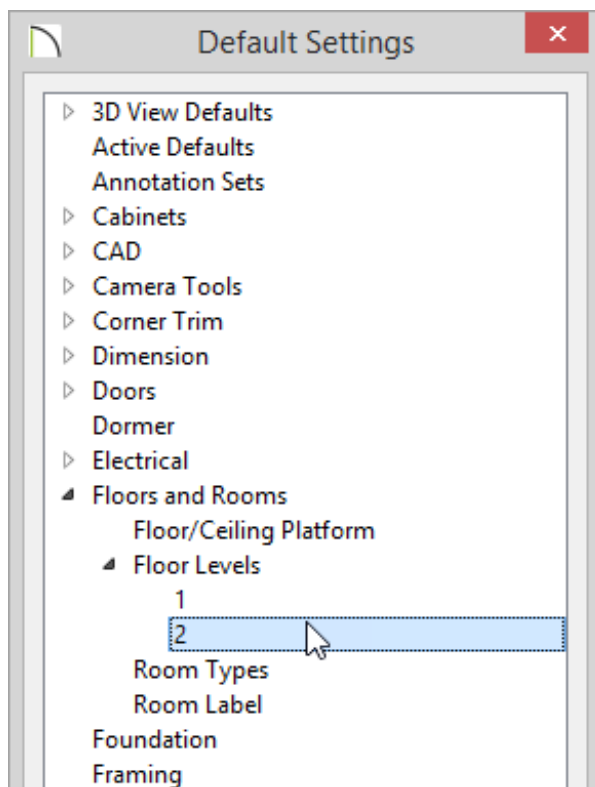 Default Settings
3D View Defaults
Active Defaults
Annotation Sets
Cabinets
CAD
Camera Tools
Corner Trim
Dimension
Doors
Dormer
Electrical
Floors and Rooms
Floor/Ceiling Platform
Floor Levels
1
2
Room Types
Room Label
Foundation
Framing